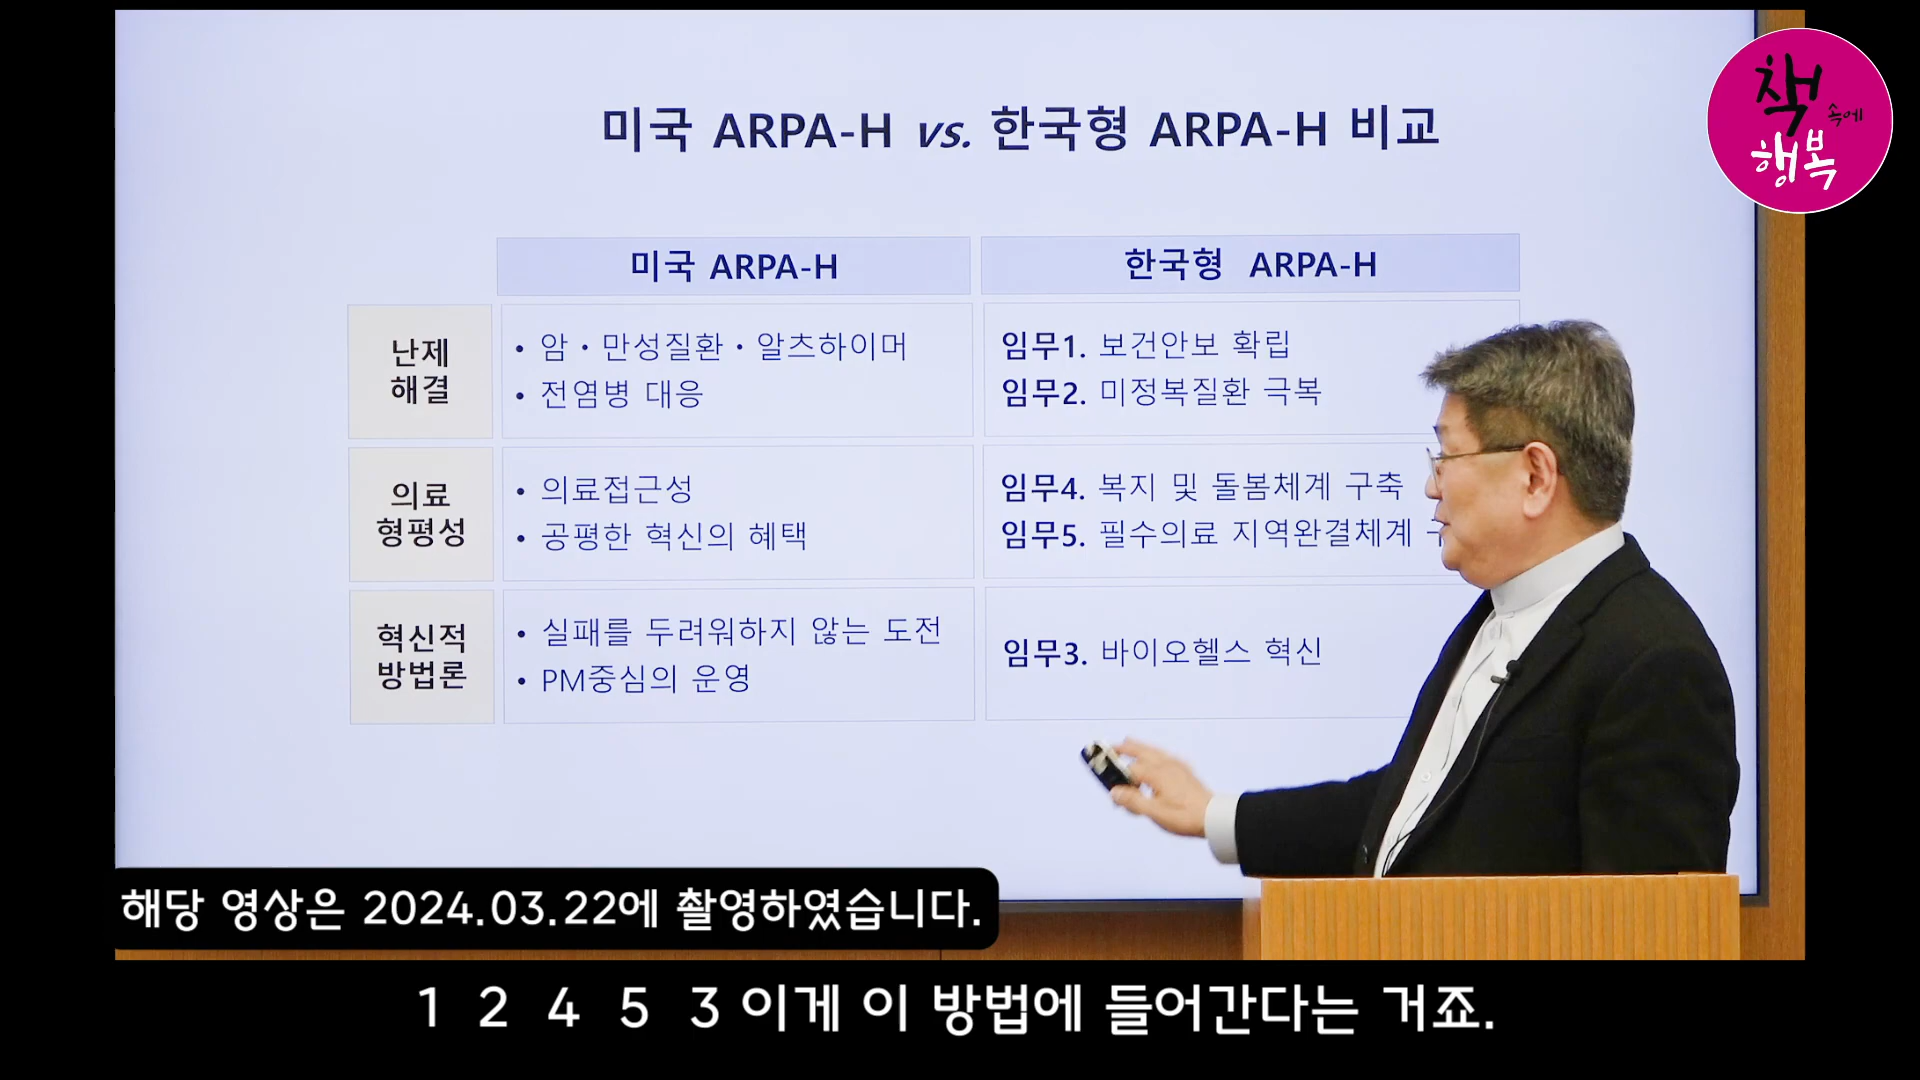 책
속에
행복
미국 ARPA-H vs. 한국형 ARPA-H 비교
미국 ARPA-H
한국형 ARPA-H
난제
해결
• 암·만성질환·알츠하이머
• 전염병 대응
임무1. 보건안보 확립
임무2. 미정복질환 극복
의료
형평성
• 의료접근성
• 공평한 혁신의 혜택
임무4. 복지 및 돌봄체계 구축
임무5. 필수의료 지역완결체계
혁신적
방법론
• 실패를 두려워하지 않는 도전
• PM중심의 운영
임무3. 바이오헬스 혁신
해당 영상은 2024.03.22에 촬영하였습니다.
1 2 4 5 3 이게 이 방법에 들어간다는 거죠.